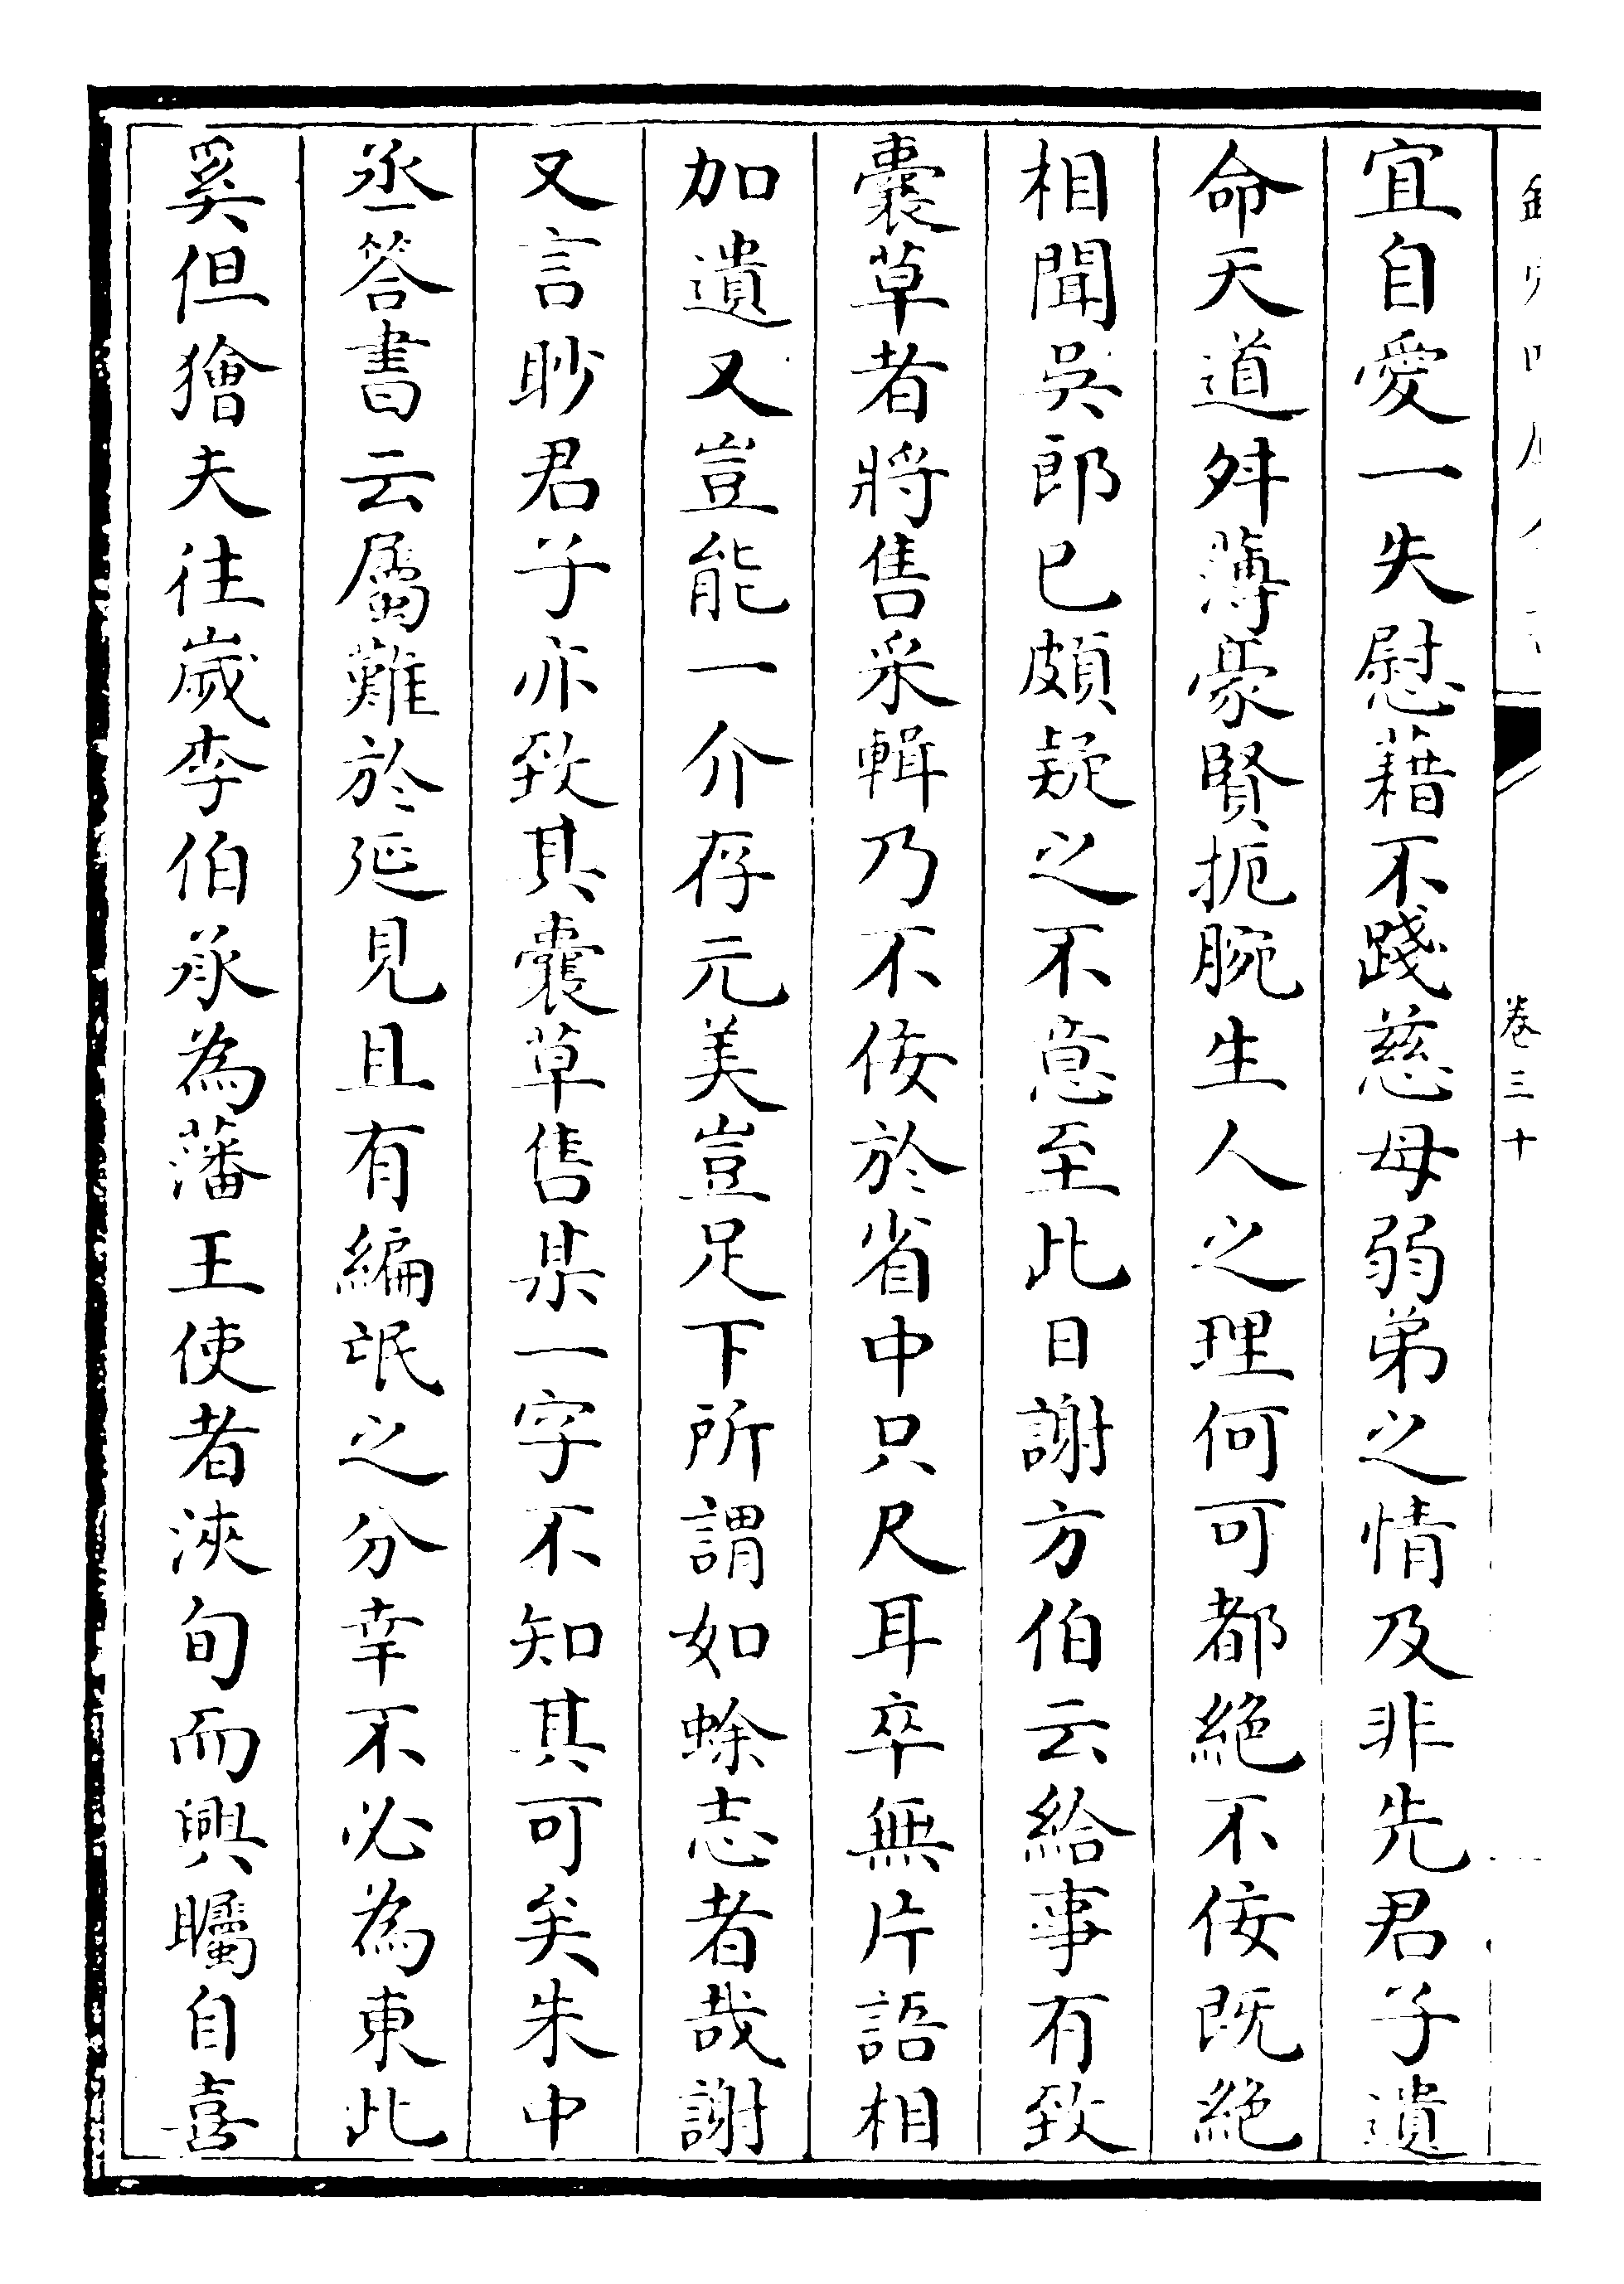 卷三十
宜自愛一失慰藉不踐慈母弱弟之情及非先君子遺
命天道舛薄豪賢扼腕生人之理何可都絕不佞既絕
相聞吳郎已頗疑之不意至此日謝方伯云給事有致
囊草者將售采輯乃不佞於省中只尺耳卒無片語相
加遺又豈能一介存元美豈足下所謂如蜍志者哉謝
又言眇君子亦致其囊草售某一字不知其可矣朱中
丞答書云屬難於延見且有編氓之分幸不必為東此
奚但獪夫往歲李伯承為藩王使者浹旬而興矚自喜